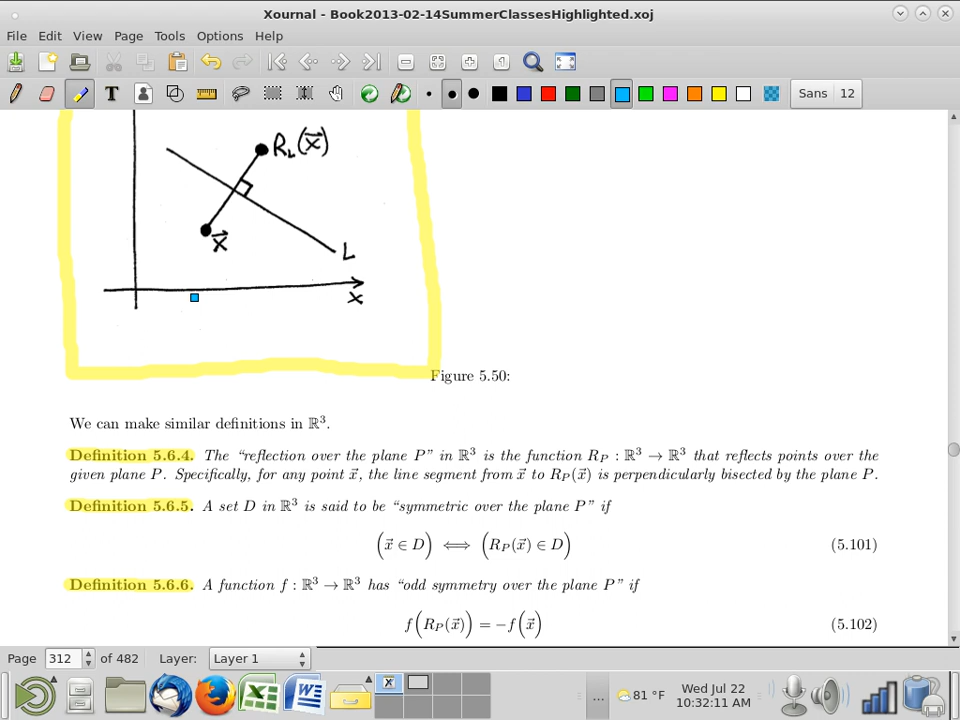 Xournal - Book2013-02-14SummerClassesHighlighted.xoj
File Edit View Page Tools Options Help
T Sans 12
R_L(x⃗)
x⃗
L
x
Figure 5.50:
We can make similar definitions in ℝ³.
Definition 5.6.4. The “reflection over the plane P” in ℝ³ is the function R_P : ℝ³ → ℝ³ that reflects points over the
given plane P. Specifically, for any point x⃗, the line segment from x⃗ to R_P(x⃗) is perpendicularly bisected by the plane P.
Definition 5.6.5. A set D in ℝ³ is said to be “symmetric over the plane P” if
(x⃗ ∈ D) ⟺ (R_P(x⃗) ∈ D) (5.101)
Definition 5.6.6. A function f : ℝ³ → ℝ³ has “odd symmetry over the plane P” if
f(R_P(x⃗)) = −f(x⃗) (5.102)
Page 312 of 482 Layer: Layer 1
... 81 °F Wed Jul 22
10:32:11 AM